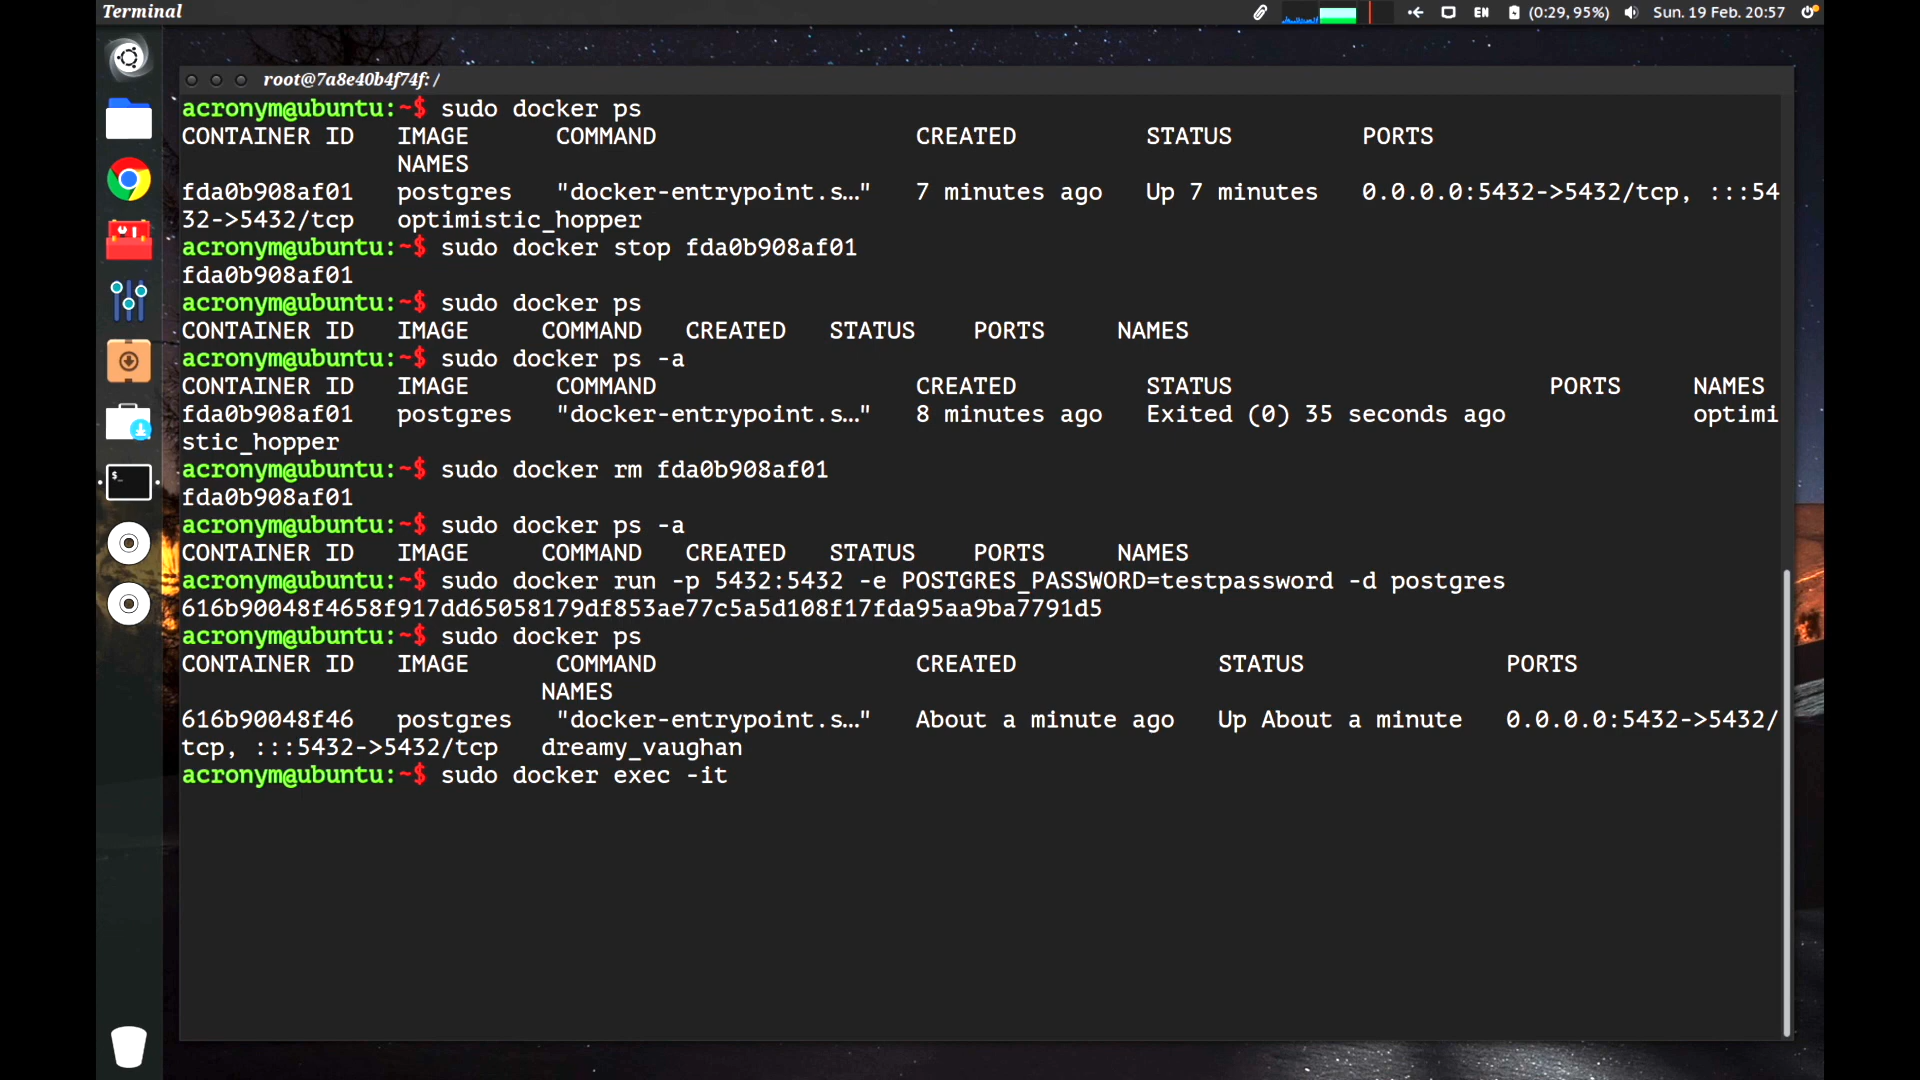 Terminal
EN (0:29, 95%) Sun. 19 Feb. 20:57
root@7a8e40b4f74f: /
acronym@ubuntu:~$ sudo docker ps
CONTAINER ID IMAGE COMMAND CREATED STATUS PORTS
NAMES
fda0b908af01 postgres "docker-entrypoint.s…" 7 minutes ago Up 7 minutes 0.0.0.0:5432->5432/tcp, :::54
32->5432/tcp optimistic_hopper
acronym@ubuntu:~$ sudo docker stop fda0b908af01
fda0b908af01
acronym@ubuntu:~$ sudo docker ps
CONTAINER ID IMAGE COMMAND CREATED STATUS PORTS NAMES
acronym@ubuntu:~$ sudo docker ps -a
CONTAINER ID IMAGE COMMAND CREATED STATUS PORTS NAMES
fda0b908af01 postgres "docker-entrypoint.s…" 8 minutes ago Exited (0) 35 seconds ago optimi
stic_hopper
acronym@ubuntu:~$ sudo docker rm fda0b908af01
fda0b908af01
acronym@ubuntu:~$ sudo docker ps -a
CONTAINER ID IMAGE COMMAND CREATED STATUS PORTS NAMES
acronym@ubuntu:~$ sudo docker run -p 5432:5432 -e POSTGRES_PASSWORD=testpassword -d postgres
616b90048f4658f917dd65058179df853ae77c5a5d108f17fda95aa9ba7791d5
acronym@ubuntu:~$ sudo docker ps
CONTAINER ID IMAGE COMMAND CREATED STATUS PORTS
NAMES
616b90048f46 postgres "docker-entrypoint.s…" About a minute ago Up About a minute 0.0.0.0:5432->5432/
tcp, :::5432->5432/tcp dreamy_vaughan
acronym@ubuntu:~$ sudo docker exec -it